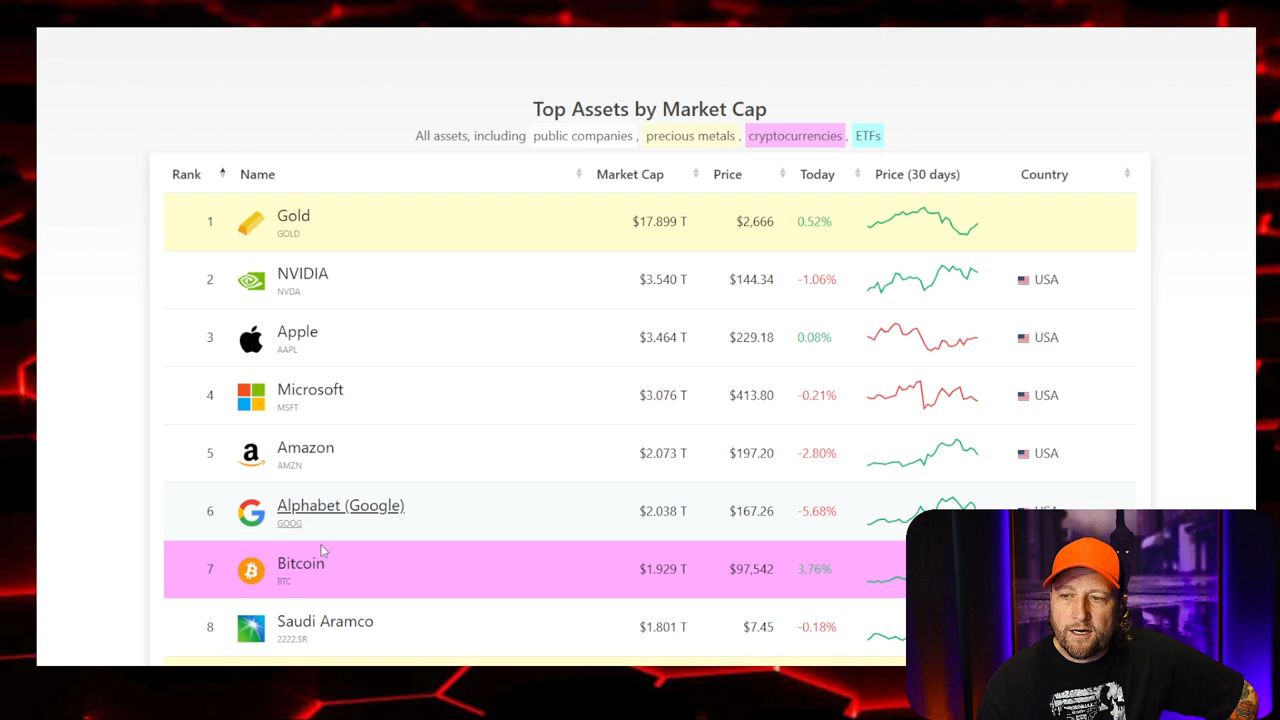 Top Assets by Market Cap
All assets, including public companies , precious metals , cryptocurrencies , ETFs
Rank Name Market Cap Price Today Price (30 days) Country
1 Gold $17.899 T $2,666 0.52%
GOLD
2 NVIDIA $3.540 T $144.34 -1.06% USA
NVDA
3 Apple $3.464 T $229.18 0.08% USA
AAPL
4 Microsoft $3.076 T $413.80 -0.21% USA
MSFT
5 Amazon $2.073 T $197.20 -2.80% USA
AMZN
6 Alphabet (Google) $2.038 T $167.26 -5.68%
GOOG
7 Bitcoin $1.929 T $97,542 3.76%
BTC
8 Saudi Aramco $1.801 T $7.45 -0.18%
2222.SR